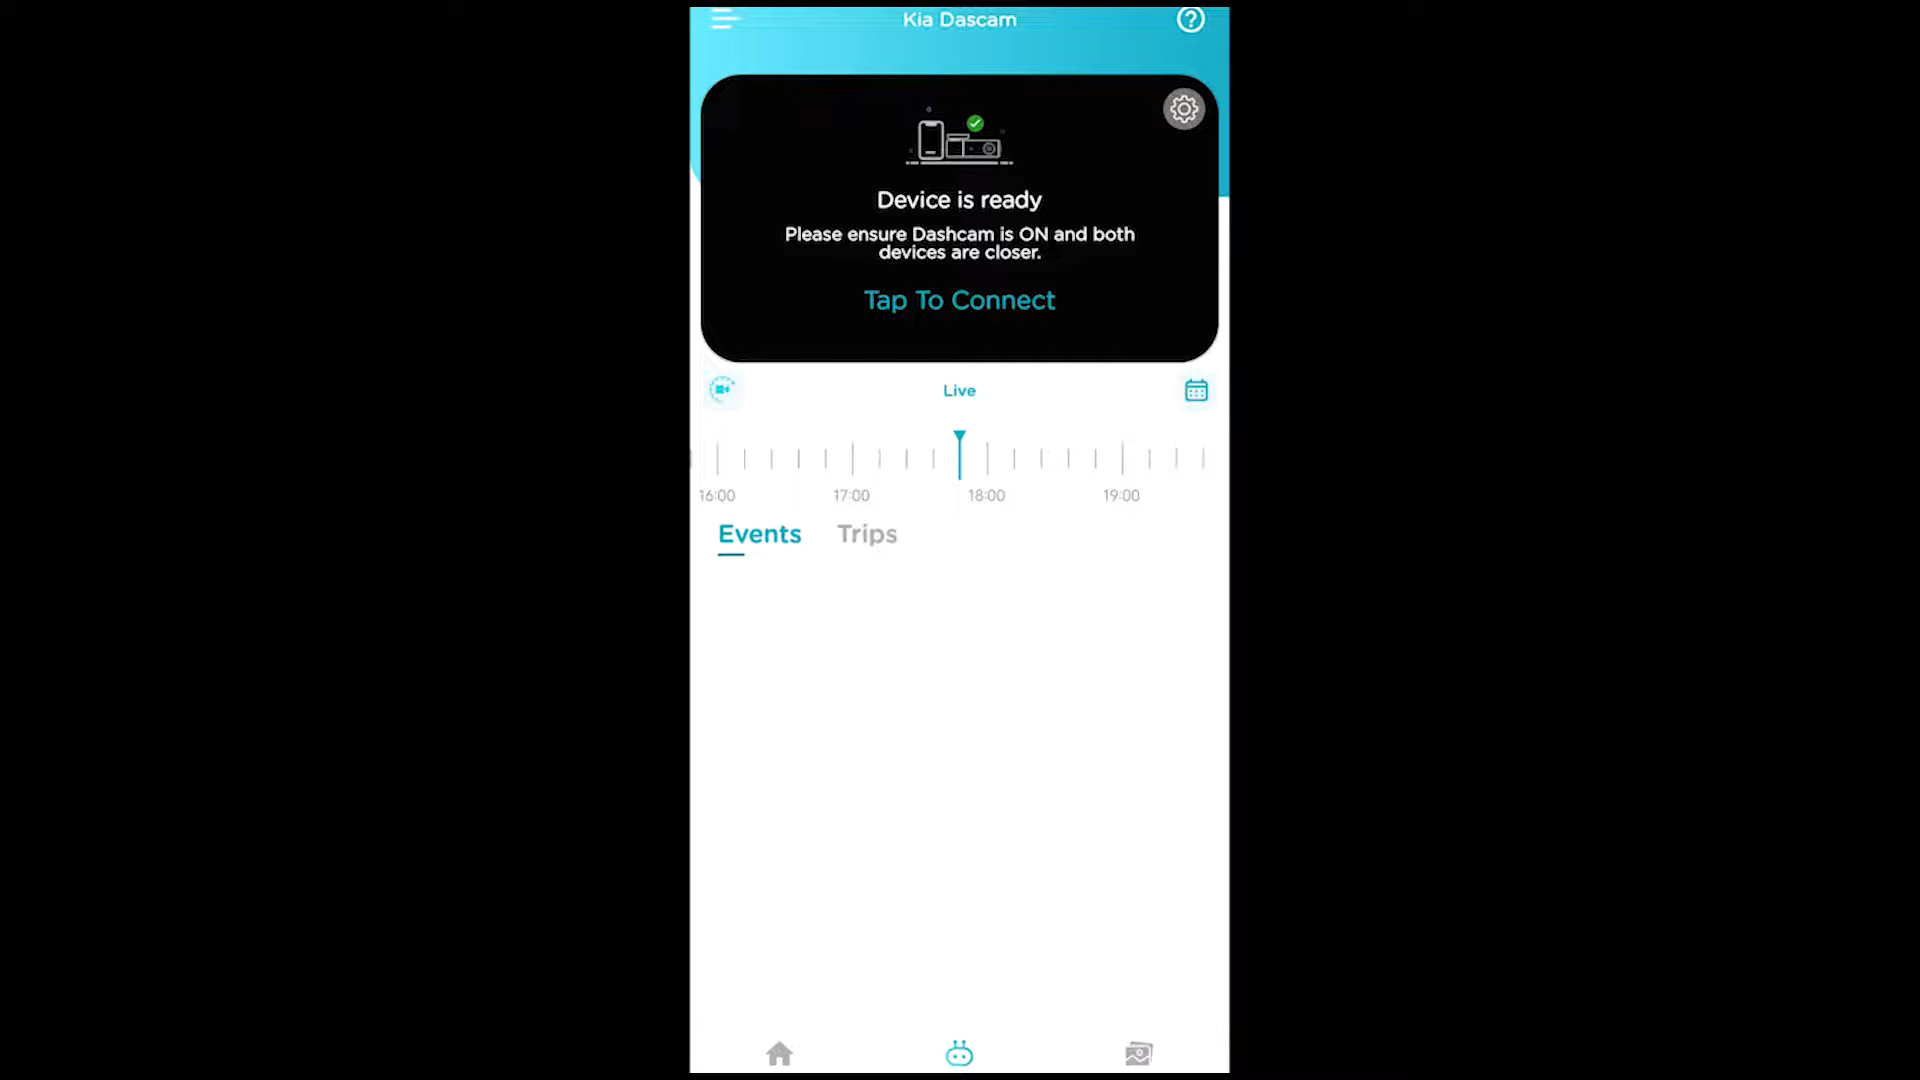 Kia Dascam
Device is ready
Please ensure Dashcam is ON and both
devices are closer.
Tap To Connect
Live
16:00 17:00 18:00 19:00
Events Trips